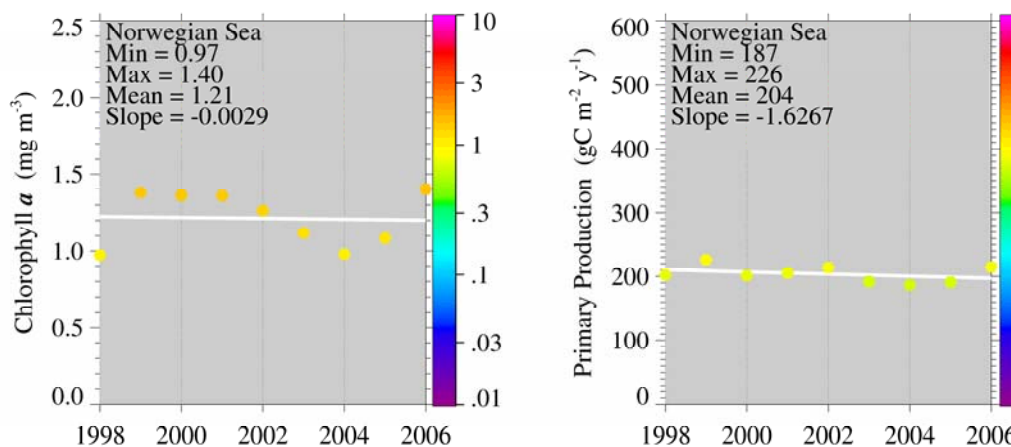 2.5
2.0
1.5
1.0
0.5
0.0
Chlorophyll a (mg m-3)
Norwegian Sea
Min = 0.97
Max = 1.40
Mean = 1.21
Slope = -0.0029
10
3
1
.3
.1
.03
.01
1998 2000 2002 2004 2006
600
500
400
300
200
100
0
Primary Production (gC m-2 y-1)
Norwegian Sea
Min = 187
Max = 226
Mean = 204
Slope = -1.6267
1998 2000 2002 2004 2006